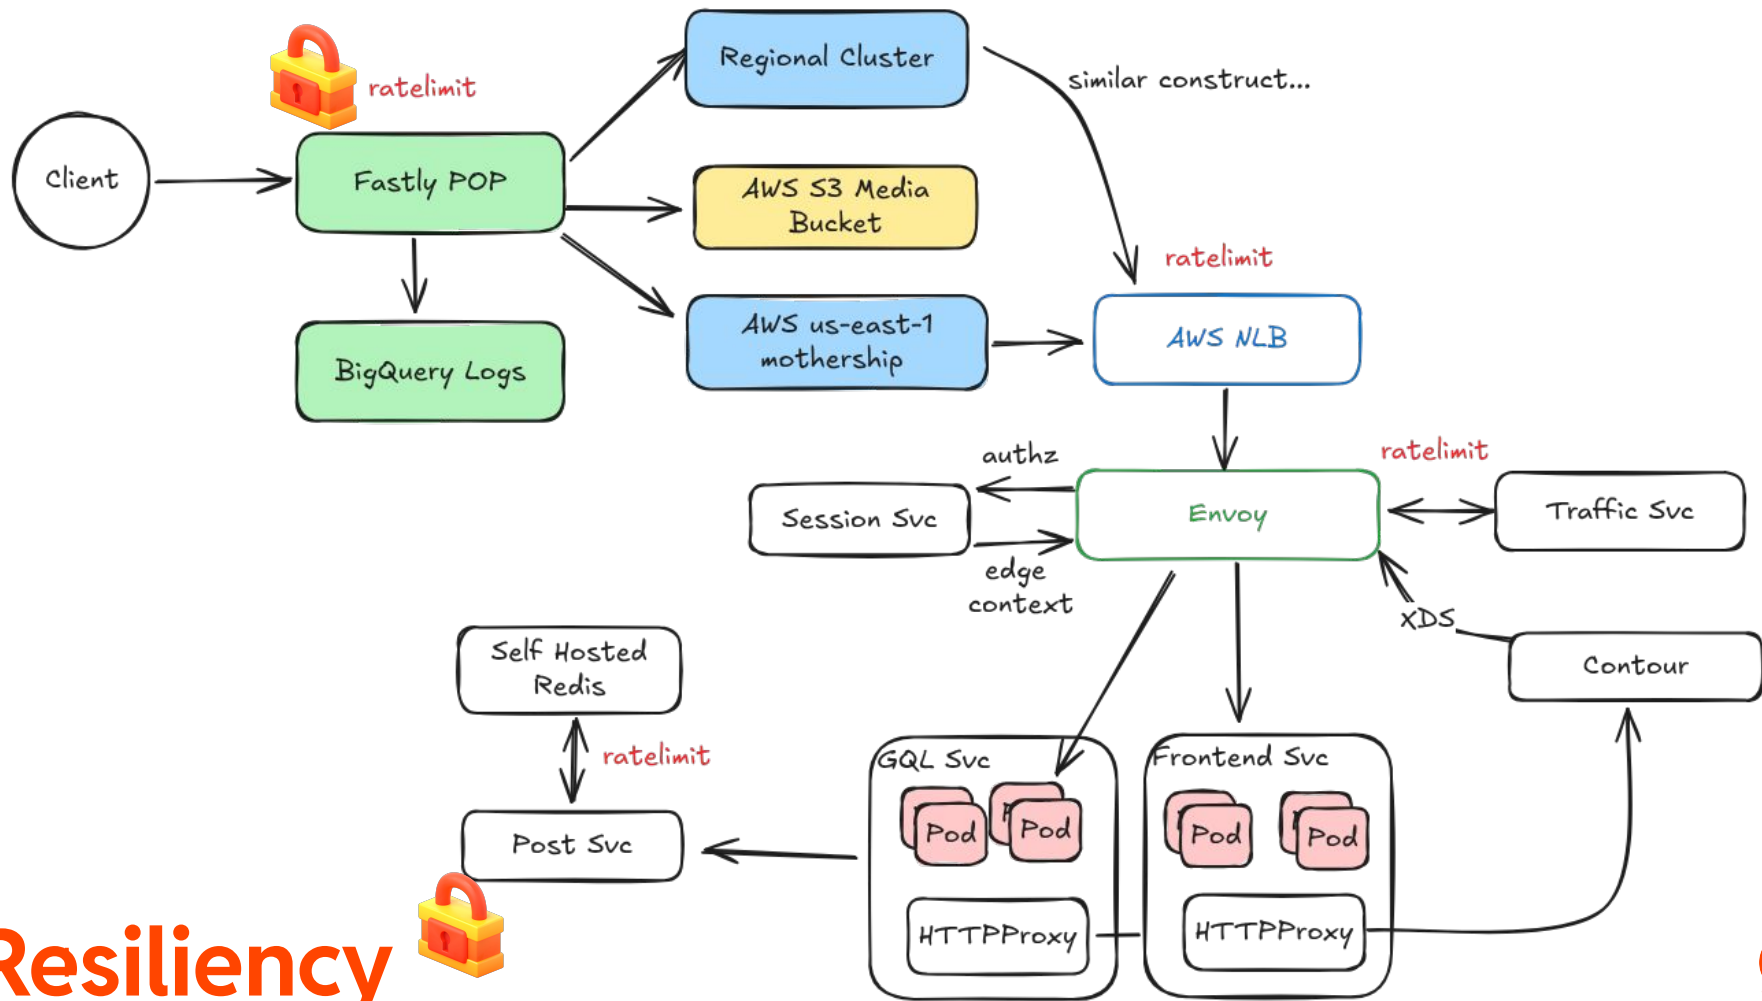 Regional Cluster
similar construct...
ratelimit
Client
Fastly POP
AWS S3 Media
Bucket
ratelimit
AWS us-east-1
mothership
AWS NLB
BigQuery Logs
authz
ratelimit
Session Svc
Envoy
Traffic Svc
edge
context
XDS
Self Hosted
Redis
Contour
ratelimit
GQL Svc
Frontend Svc
Post Svc
Pod
Pod
Pod
Pod
HTTPProxy
HTTPProxy
Resiliency